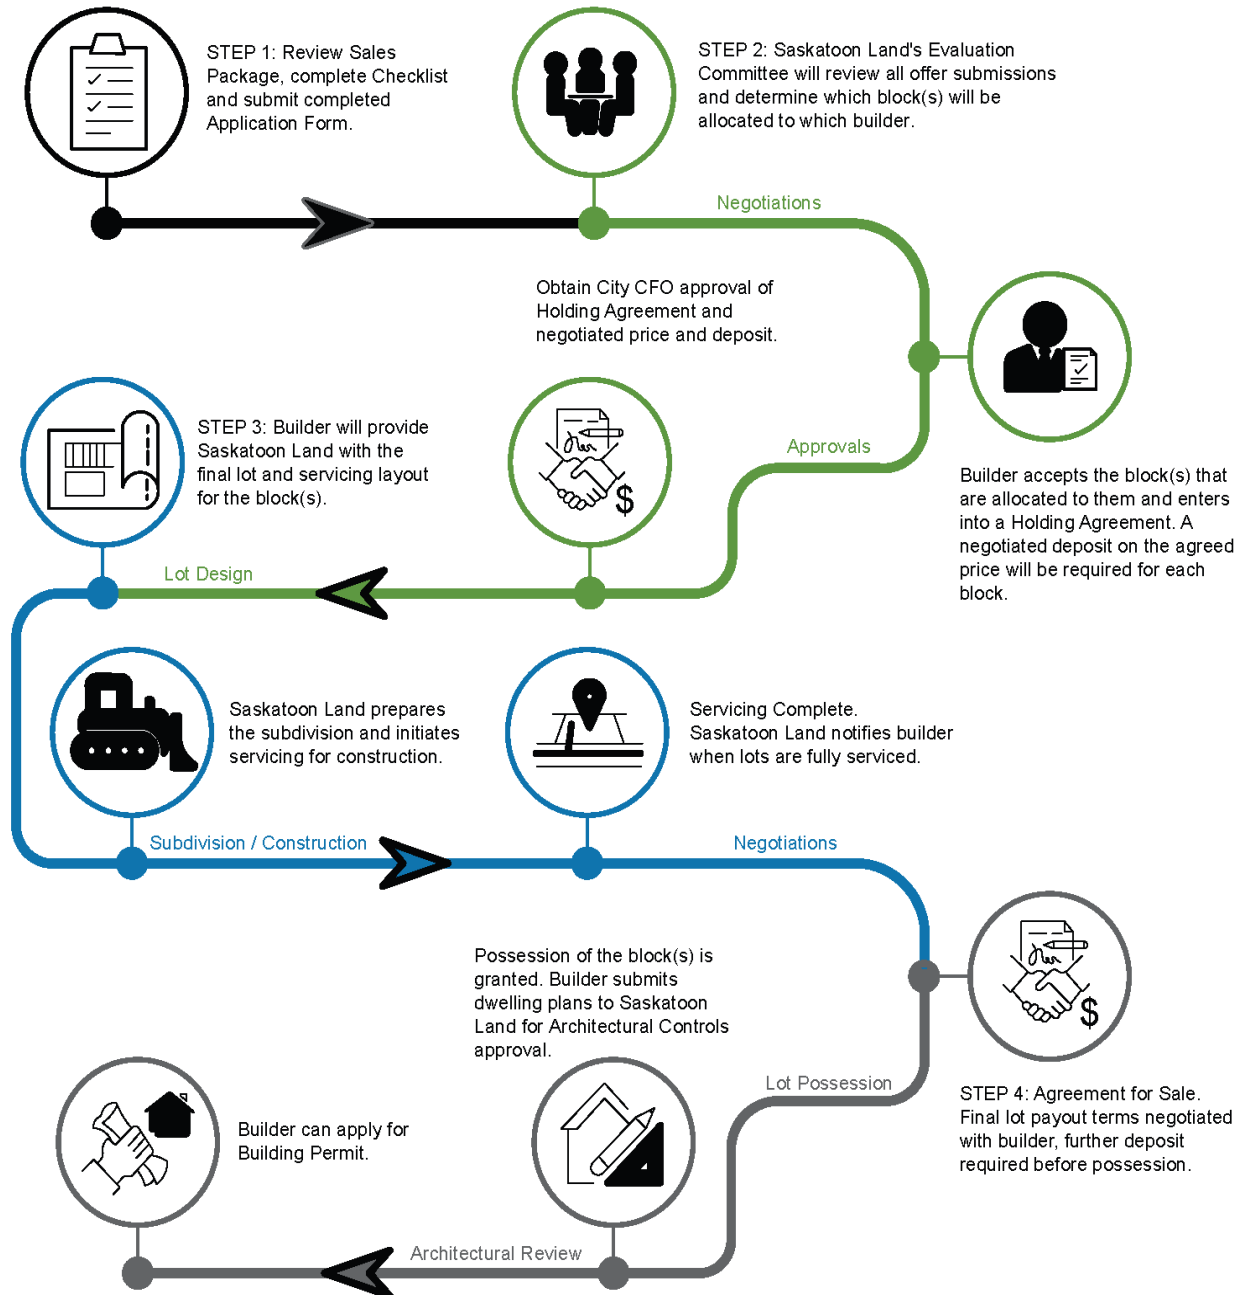 STEP 1: Review Sales
Package, complete Checklist
and submit completed
Application Form.
STEP 2: Saskatoon Land's Evaluation
Committee will review all offer submissions
and determine which block(s) will be
allocated to which builder.
Negotiations
Builder accepts the block(s) that
are allocated to them and enters
into a Holding Agreement. A
negotiated deposit on the agreed
price will be required for each
block.
Approvals
Obtain City CFO approval of
Holding Agreement and
negotiated price and deposit.
$
Lot Design
STEP 3: Builder will provide
Saskatoon Land with the
final lot and servicing layout
for the block(s).
Saskatoon Land prepares
the subdivision and initiates
servicing for construction.
Subdivision / Construction
Servicing Complete.
Saskatoon Land notifies builder
when lots are fully serviced.
Negotiations
$
STEP 4: Agreement for Sale.
Final lot payout terms negotiated
with builder, further deposit
required before possession.
Lot Possession
Possession of the block(s) is
granted. Builder submits
dwelling plans to Saskatoon
Land for Architectural Controls
approval.
Architectural Review
Builder can apply for
Building Permit.